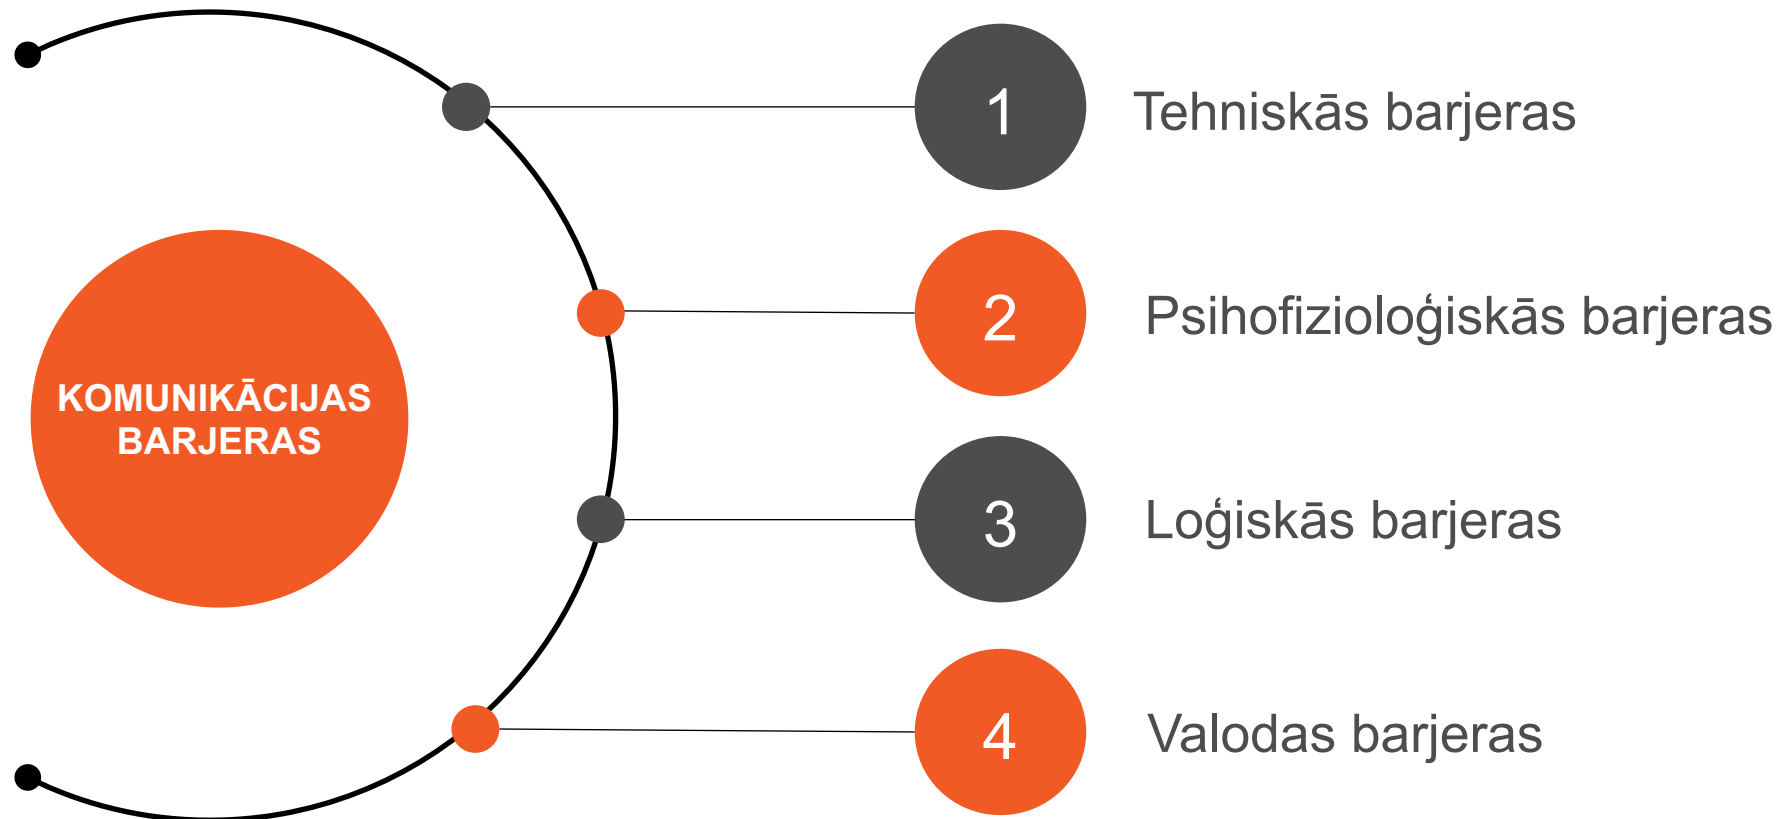 KOMUNIKĀCIJAS
BARJERAS
1
Tehniskās barjeras
2
Psihofizioloģiskās barjeras
3
Loģiskās barjeras
4
Valodas barjeras